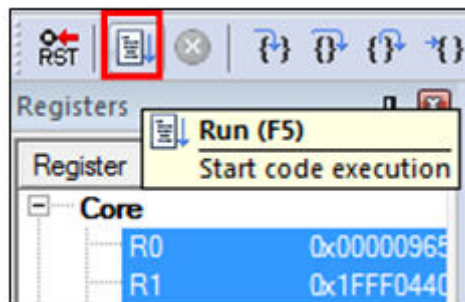 RST
{} {} {} {}
Registers
Run (F5)
Register
Start code execution
Core
R0 0x00000965
R1 0x1FFF0440